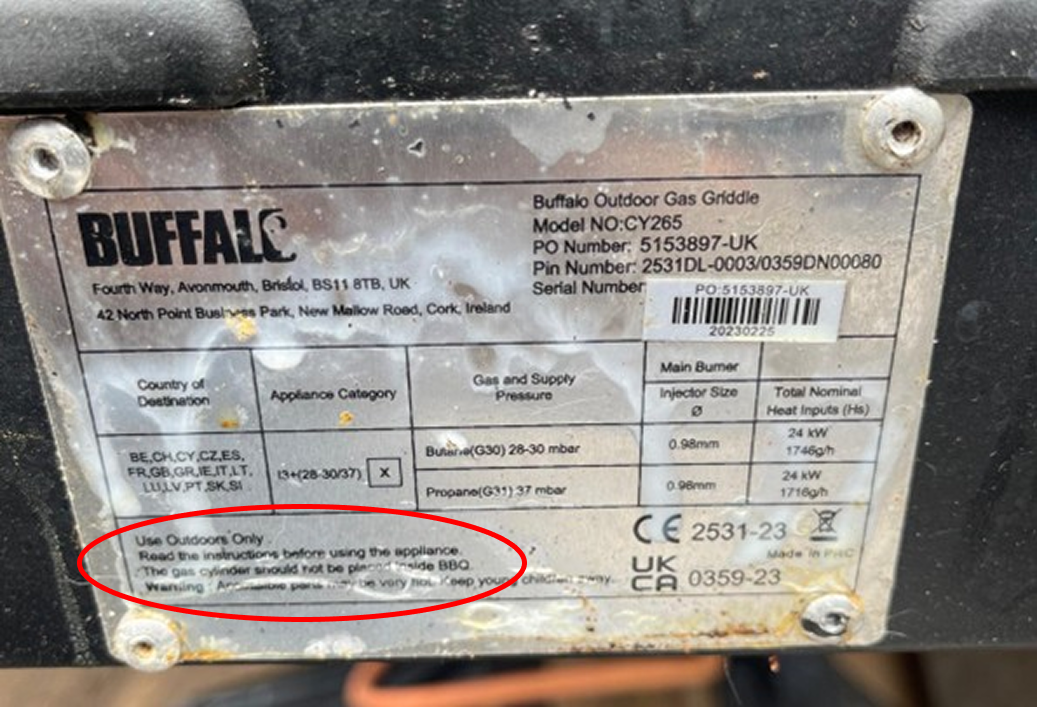 BUFFALO
Fourth Way, Avonmouth, Bristol, BS11 8TB, UK
42 North Point Business Park, New Mallow Road, Cork, Ireland
Buffalo Outdoor Gas Griddle
Model NO:CY265
PO Number: 5153897-UK
Pin Number: 2531DL-0003/0359DN00080
Serial Number
PO:5153897-UK
20230225
Country of
Destination
Appliance Category
Gas and Supply
Pressure
Main Burner
Injector Size
Ø
Total Nominal
Heat Inputs (Hs)
BE,CH,CY,CZ,ES,
FR,GB,GR,IE,IT,LT,
LU,LV,PT,SK,SI
I3+(28-30/37) X
Butane(G30) 28-30 mbar
0.98mm
24 kW
1746g/h
Propane(G31) 37 mbar
0.98mm
24 kW
1716g/h
Use Outdoors Only
Read the instructions before using the appliance.
The gas cylinder should not be placed inside BBQ.
Warning : Accessible parts may be very hot. Keep young children away.
CE 2531-23
Made in PRC
UK
CA 0359-23